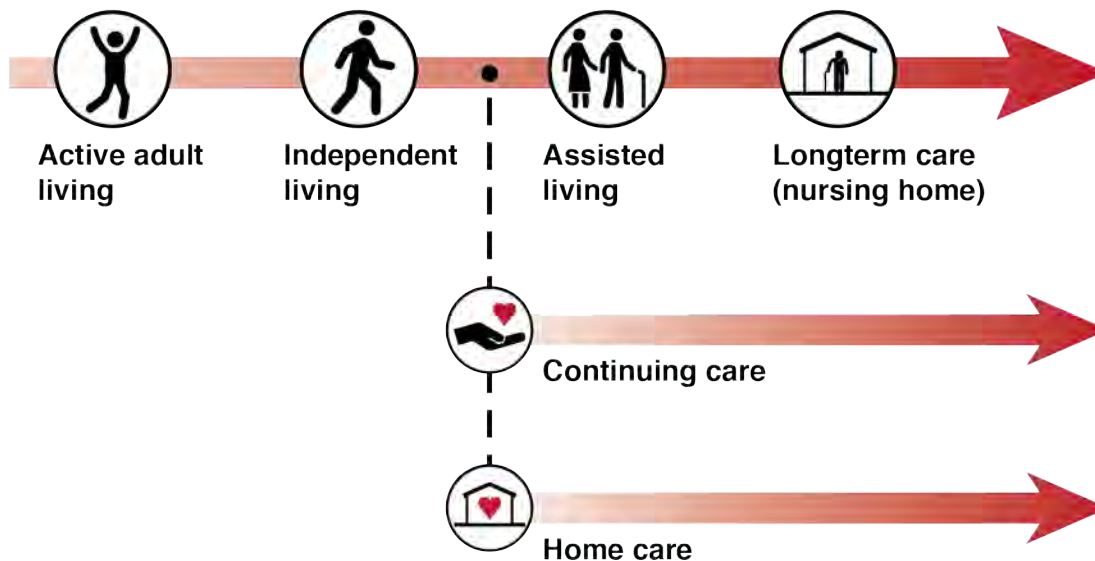 Active adult
living
Independent
living
Assisted
living
Longterm care
(nursing home)
Continuing care
Home care